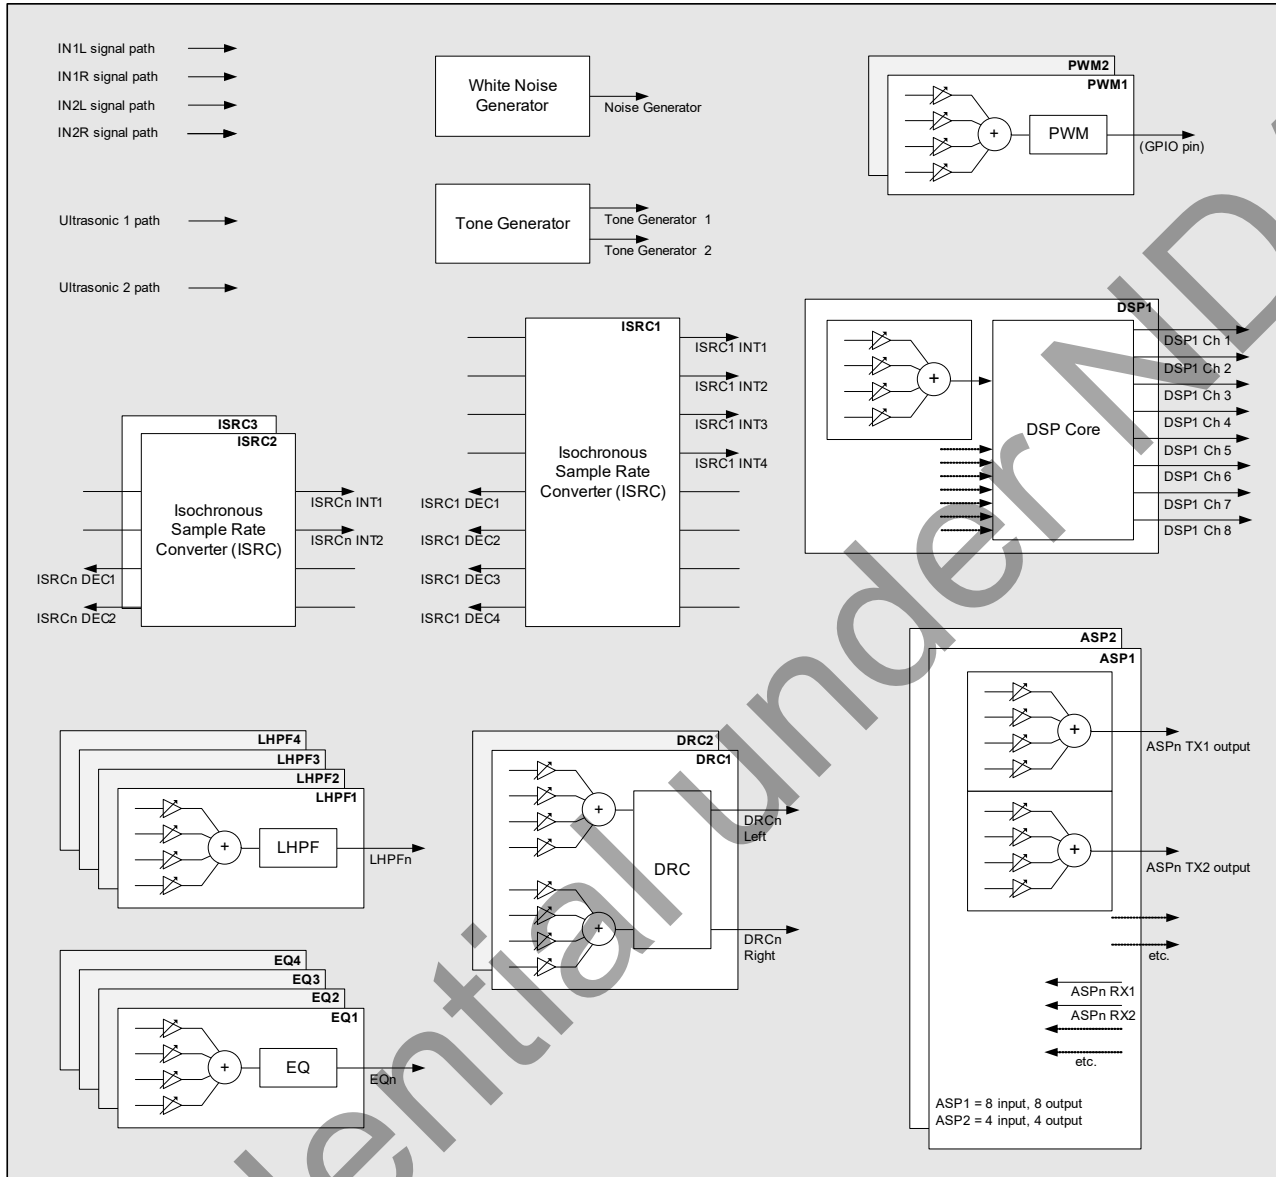 IN1L signal path
IN1R signal path
IN2L signal path
IN2R signal path
Ultrasonic 1 path
Ultrasonic 2 path
White Noise
Generator
Noise Generator
Tone Generator
Tone Generator 1
Tone Generator 2
PWM2
PWM1
+
PWM
(GPIO pin)
ISRC1
Isochronous
Sample Rate
Converter (ISRC)
ISRC1 INT1
ISRC1 INT2
ISRC1 INT3
ISRC1 INT4
ISRC1 DEC1
ISRC1 DEC2
ISRC1 DEC3
ISRC1 DEC4
DSP1
+
DSP Core
DSP1 Ch 1
DSP1 Ch 2
DSP1 Ch 3
DSP1 Ch 4
DSP1 Ch 5
DSP1 Ch 6
DSP1 Ch 7
DSP1 Ch 8
ISRC3
ISRC2
Isochronous
Sample Rate
Converter (ISRC)
ISRCn INT1
ISRCn INT2
ISRCn DEC1
ISRCn DEC2
LHPF4
LHPF3
LHPF2
LHPF1
+
LHPF
LHPFn
DRC2
DRC1
+
+
DRC
DRCn
Left
DRCn
Right
ASP2
ASP1
+
ASPn TX1 output
+
ASPn TX2 output
etc.
ASPn RX1
ASPn RX2
etc.
ASP1 = 8 input, 8 output
ASP2 = 4 input, 4 output
EQ4
EQ3
EQ2
EQ1
+
EQ
EQn
under ND